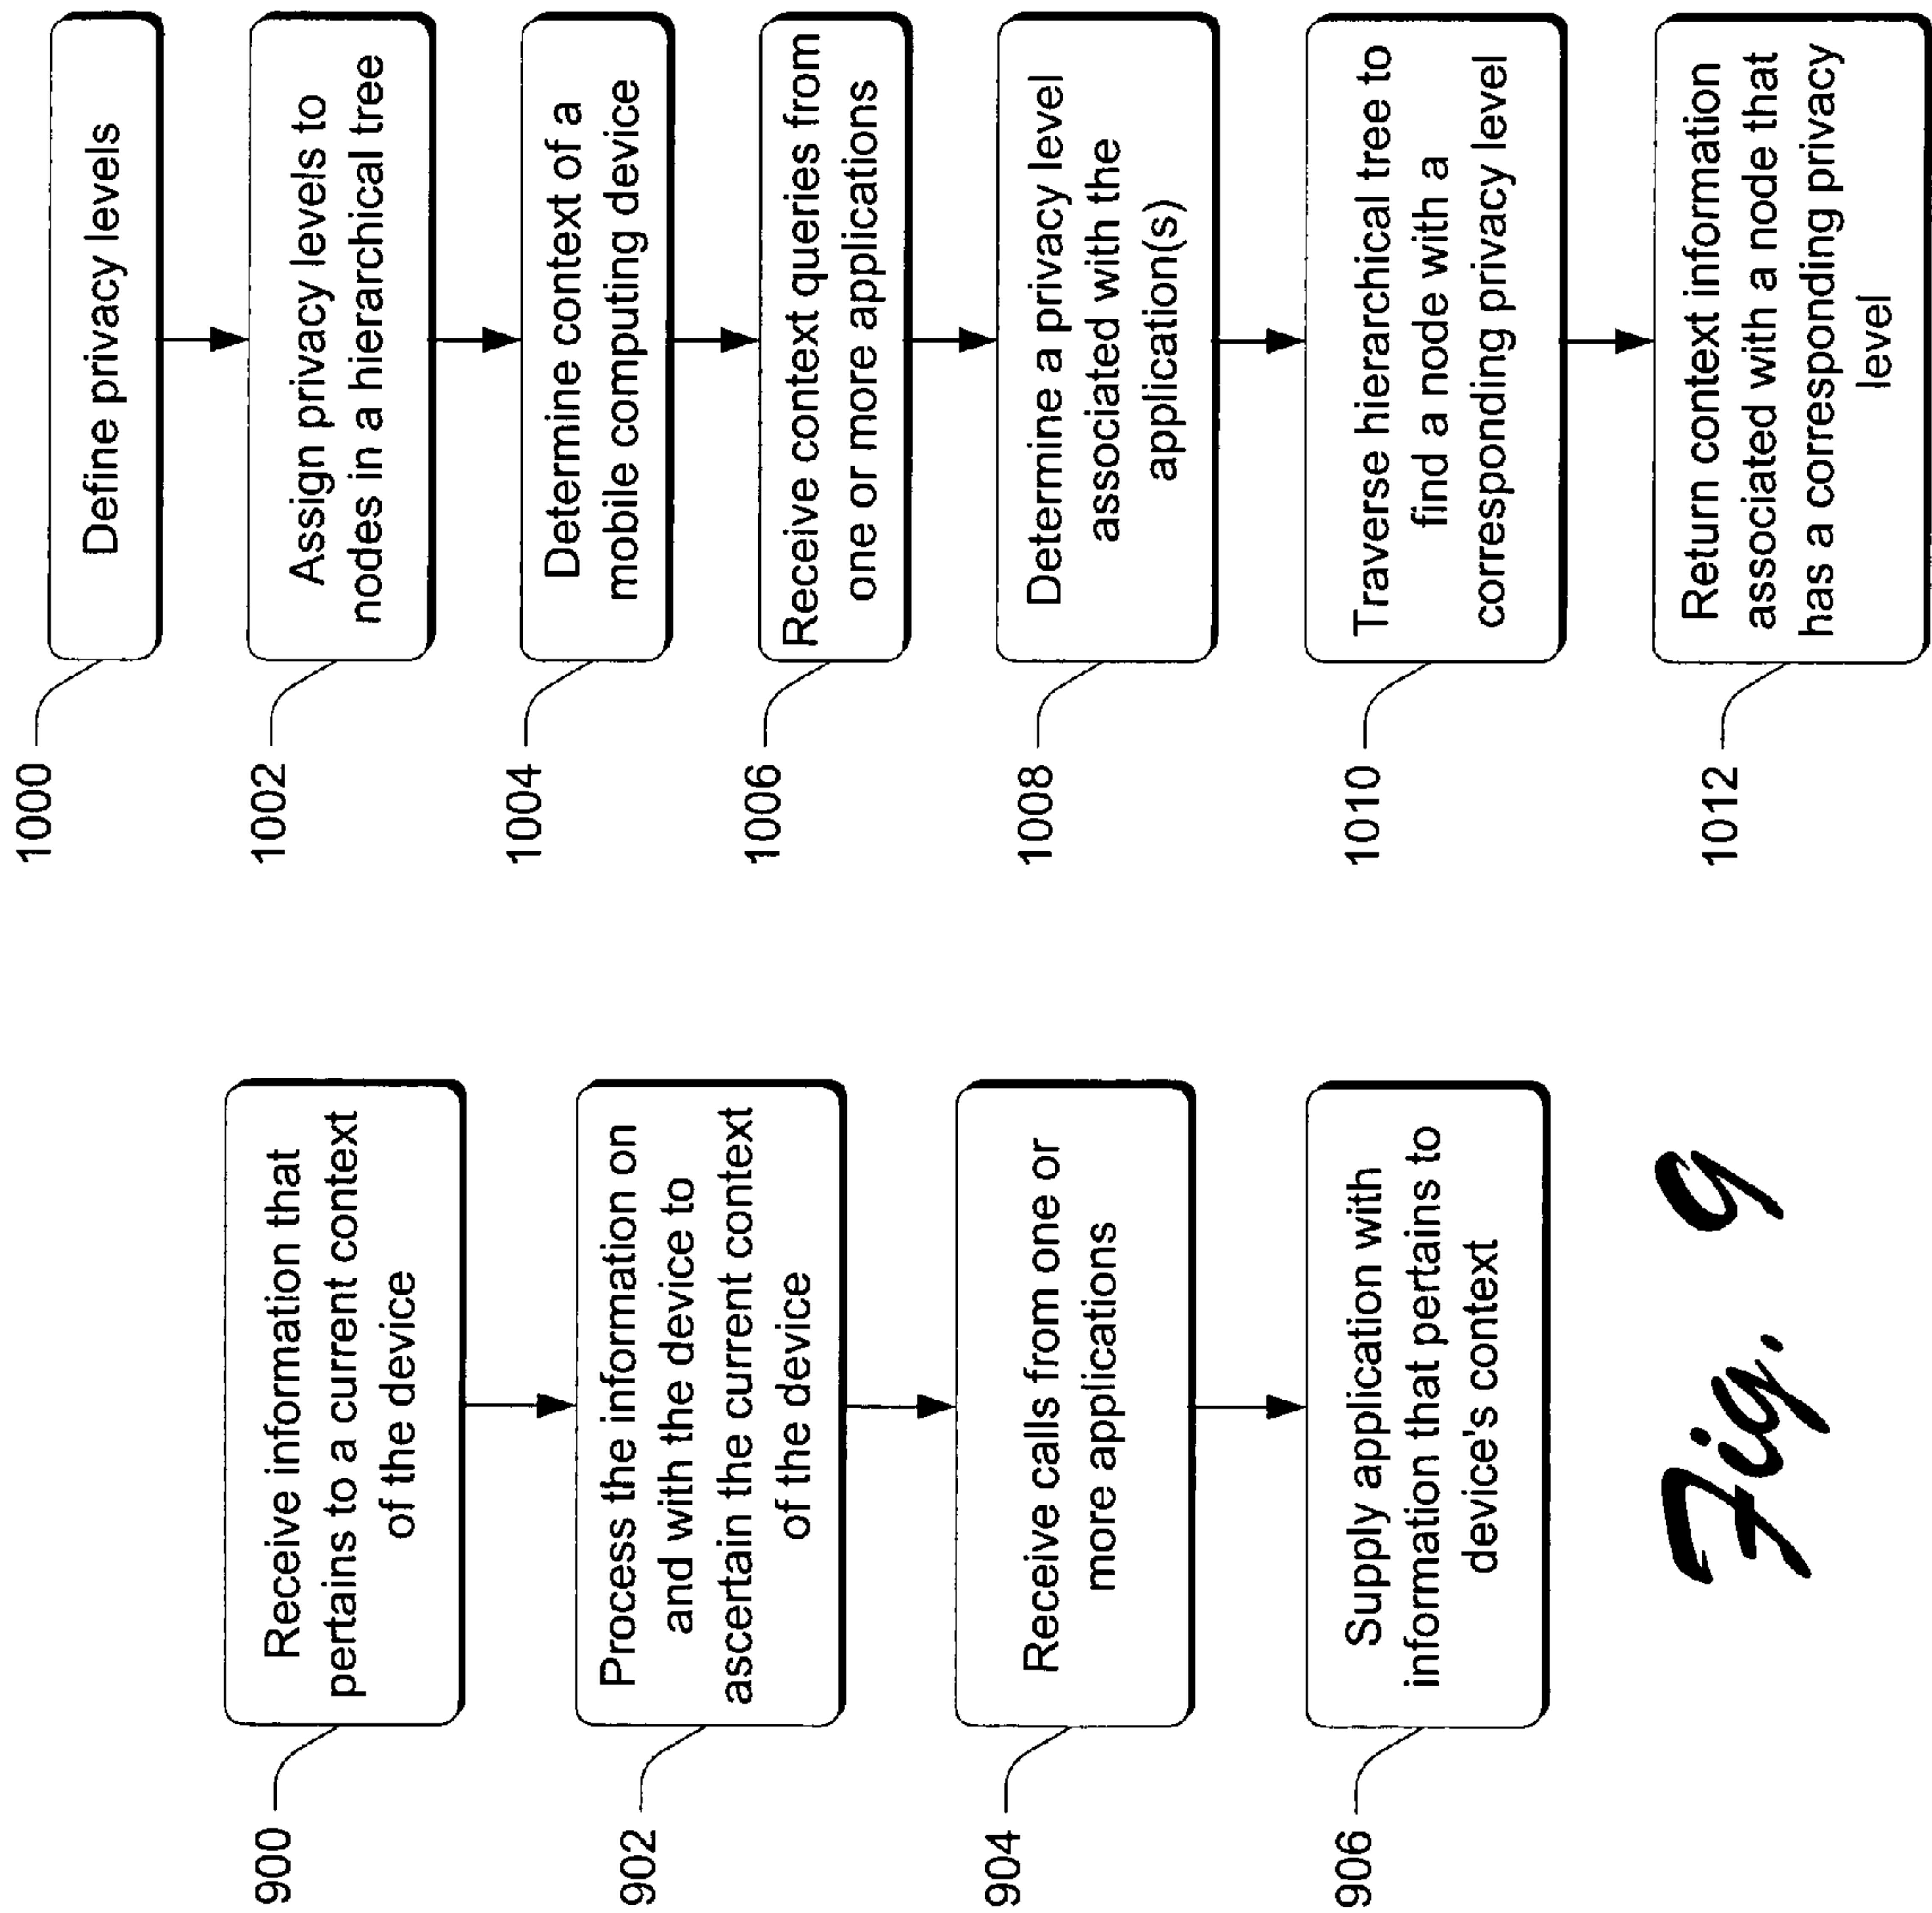 900
Receive information that
pertains to a current context
of the device
902
Process the information on
and with the device to
ascertain the current context
of the device
904
Receive calls from one or
more applications
906
Supply application with
information that pertains to
device's context
Fig. 9
1000
Define privacy levels
1002
Assign privacy levels to
nodes in a hierarchical tree
1004
Determine context of a
mobile computing device
1006
Receive context queries from
one or more applications
1008
Determine a privacy level
associated with the
application(s)
1010
Traverse hierarchical tree to
find a node with a
corresponding privacy level
1012
Return context information
associated with a node that
has a corresponding privacy
level